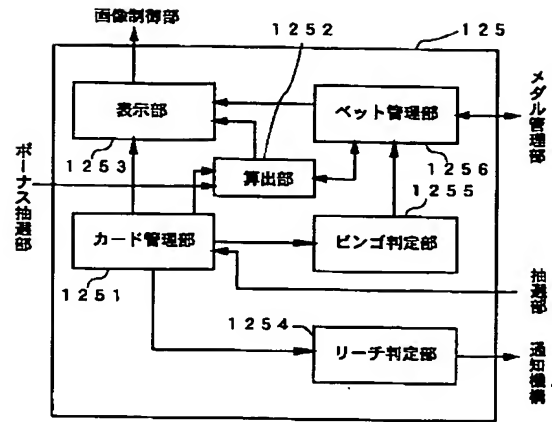 画像制御部
1252
125
表示部
ベット管理部
メダル管理部
1253
算出部
1256
1255
ボーナス抽選部
カード管理部
ビンゴ判定部
1251
抽選部
1254
リーチ判定部
通知機構